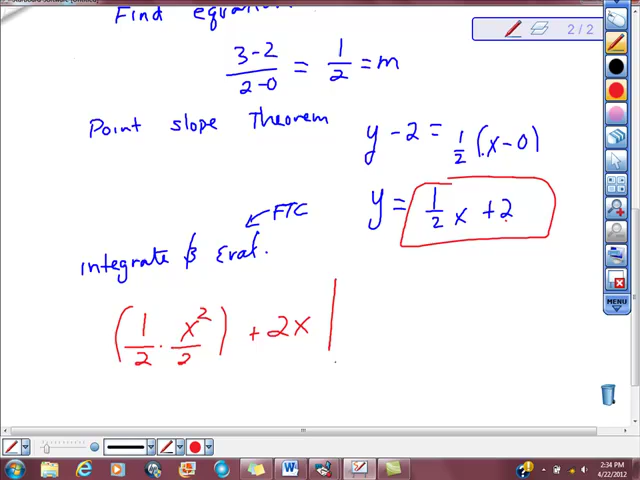 Find equation
2/2
3-2/2-0 = 1/2 = m
Point slope Theorem
y - 2 = 1/2 (x - 0)
y = 1/2 x + 2
FTC
integrate & Eval.
(1/2 · x²/2) + 2x |
MENU
2:34 PM
4/22/2012